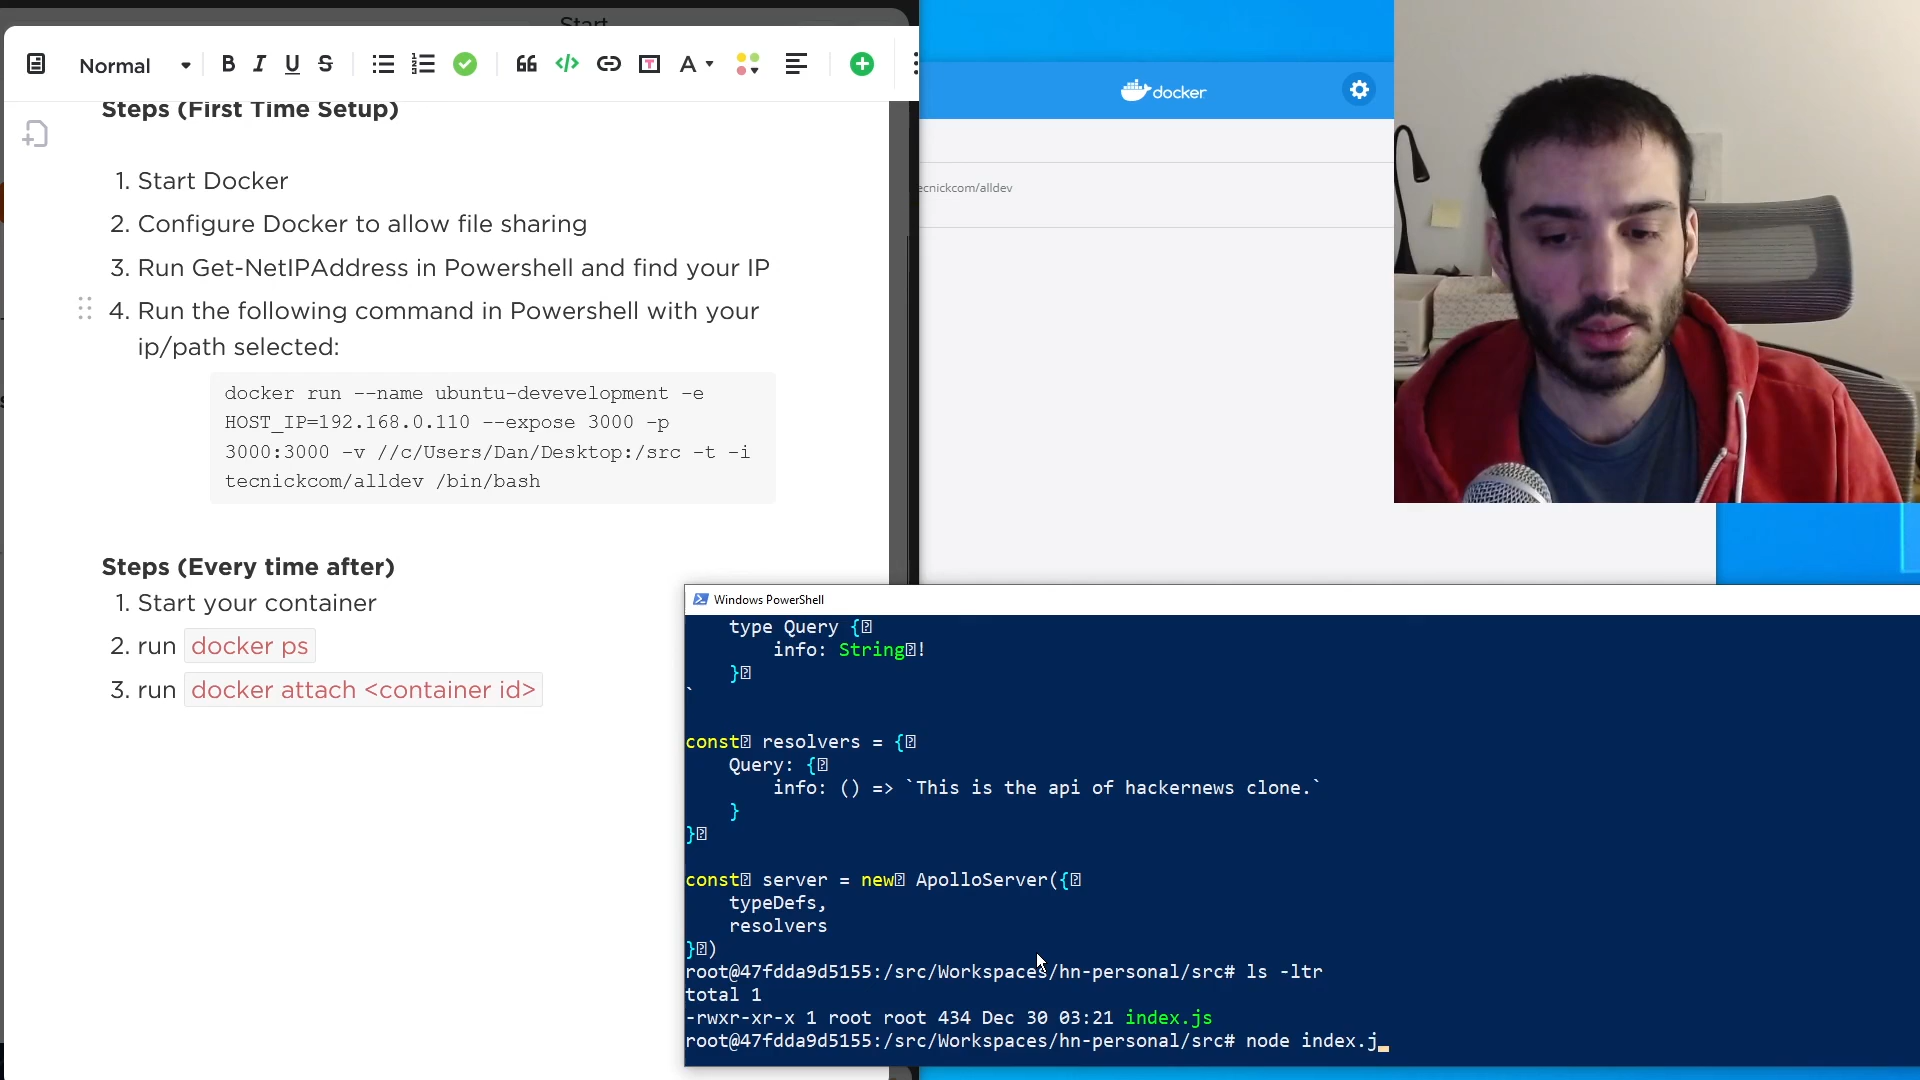 Start
Normal
B I U S
A
Steps (First Time Setup)
1. Start Docker
2. Configure Docker to allow file sharing
3. Run Get-NetIPAddress in Powershell and find your IP
4. Run the following command in Powershell with your
ip/path selected:
docker run --name ubuntu-devevelopment -e
HOST_IP=192.168.0.110 --expose 3000 -p
3000:3000 -v //c/Users/Dan/Desktop:/src -t -i
tecnickcom/alldev /bin/bash
Steps (Every time after)
1. Start your container
2. run docker ps
3. run docker attach <container id>
docker
ecnickcom/alldev
Windows PowerShell
type Query {
info: String!
}
`
const resolvers = {
Query: {
info: () => `This is the api of hackernews clone.`
}
}
const server = new ApolloServer({
typeDefs,
resolvers
})
root@47fdda9d5155:/src/Workspaces/hn-personal/src# ls -ltr
total 1
-rwxr-xr-x 1 root root 434 Dec 30 03:21 index.js
root@47fdda9d5155:/src/Workspaces/hn-personal/src# node index.j